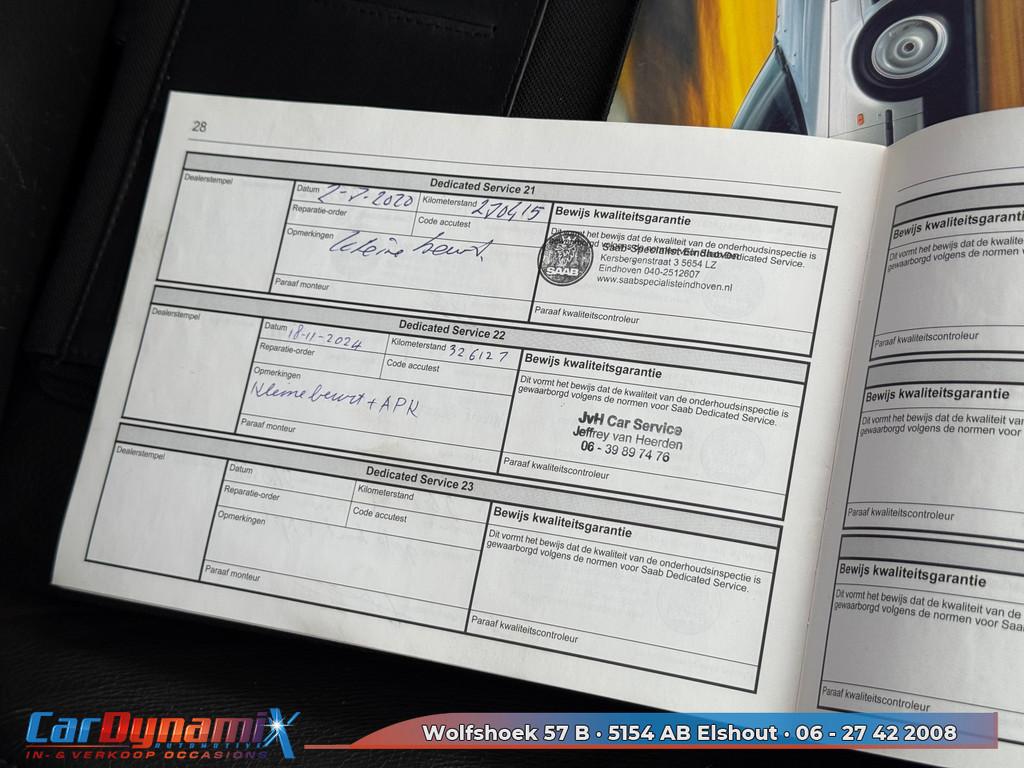 28
Dedicated Service 21
Dealerstempel
Datum 2-7-2020
Kilometerstand 270415
Reparatie-order
Code accutest
Opmerkingen Kleine beurt.
Paraaf monteur
Bewijs kwaliteitsgarantie
Dit vormt het bewijs dat de kwaliteit van de onderhoudsinspectie is
gewaarborgd volgens de normen voor Saab Dedicated Service.
SAAB
Saab Specialist Eindhoven
Kersbergenstraat 3 5654 LZ
Eindhoven 040-2512607
www.saabspecialisteindhoven.nl
Paraaf kwaliteitscontroleur
Dedicated Service 22
Dealerstempel
Datum 18-11-2024
Kilometerstand 326127
Reparatie-order
Code accutest
Opmerkingen
Kleine beurt + APK
Paraaf monteur
Bewijs kwaliteitsgarantie
Dit vormt het bewijs dat de kwaliteit van de onderhoudsinspectie is
gewaarborgd volgens de normen voor Saab Dedicated Service.
JvH Car Service
Jeffrey van Heerden
06 - 39 89 74 76
Paraaf kwaliteitscontroleur
Dedicated Service 23
Dealerstempel
Datum
Kilometerstand
Reparatie-order
Code accutest
Opmerkingen
Paraaf monteur
Bewijs kwaliteitsgarantie
Dit vormt het bewijs dat de kwaliteit van de onderhoudsinspectie is
gewaarborgd volgens de normen voor Saab Dedicated Service.
Paraaf kwaliteitscontroleur
Bewijs kwaliteitsgaranti
Dit vormt het bewijs dat de kwalite
gewaarborgd volgens de normen v
Paraaf kwaliteitscontroleur
Bewijs kwaliteitsgarantie
Dit vormt het bewijs dat de kwaliteit van
gewaarborgd volgens de normen voor S
Paraaf kwaliteitscontroleur
Bewijs kwaliteitsgarantie
Dit vormt het bewijs dat de kwaliteit van de
gewaarborgd volgens de normen voor Saa
Paraaf kwaliteitscontroleur
CarDynamiX
AUTOMOTIVE
IN- & VERKOOP OCCASIONS
Wolfshoek 57 B • 5154 AB Elshout • 06 - 27 42 2008